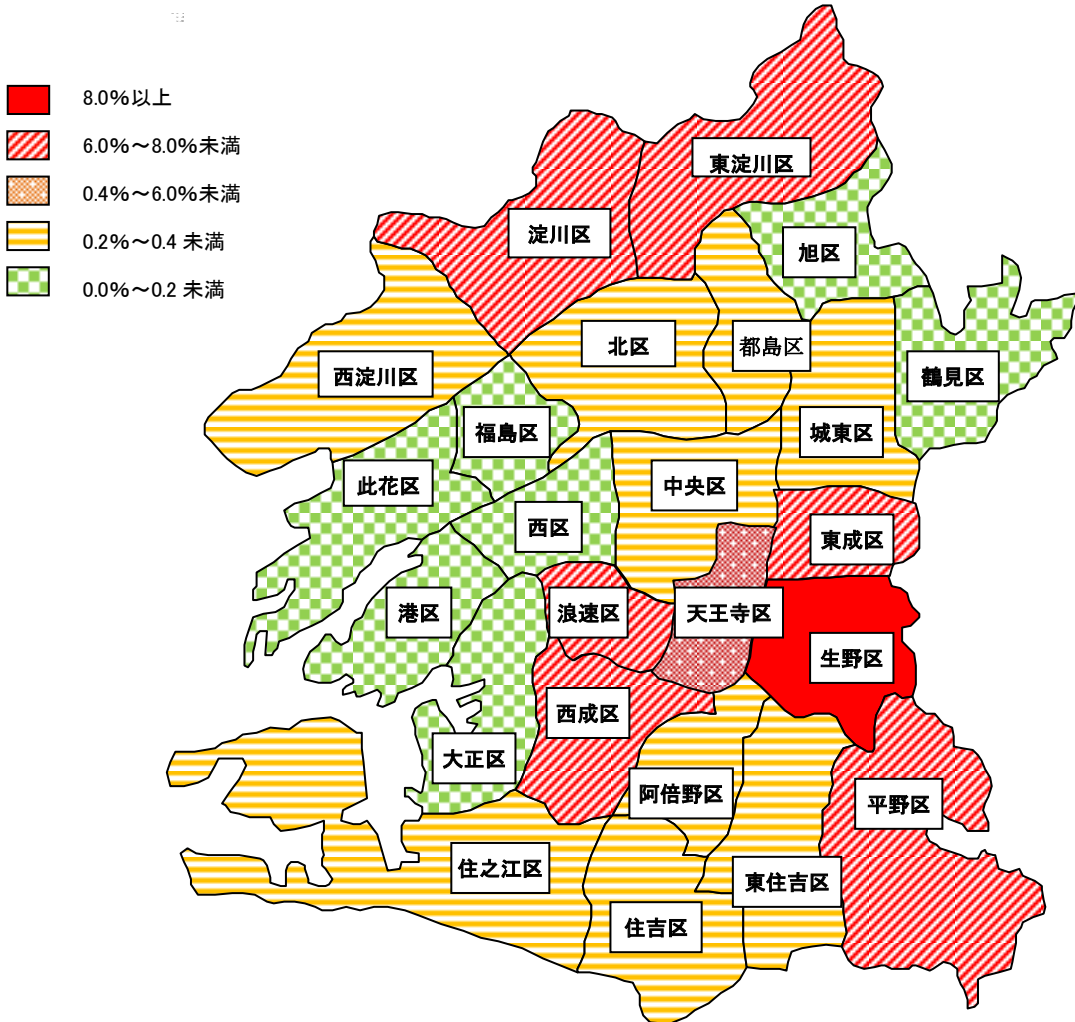 8.0%以上
6.0%～8.0%未満
0.4%～6.0%未満
0.2%～0.4 未満
0.0%～0.2 未満
東淀川区
淀川区
旭区
北区
都島区
西淀川区
鶴見区
福島区
城東区
此花区
中央区
西区
東成区
港区
浪速区
天王寺区
生野区
西成区
大正区
阿倍野区
平野区
住之江区
東住吉区
住吉区